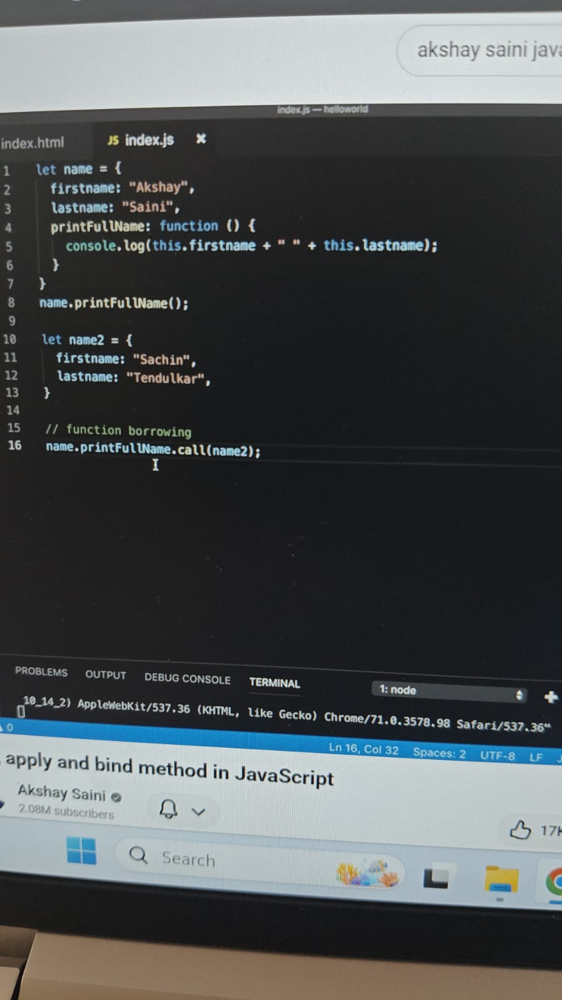 akshay saini
index.js — helloworld
index.html
JS index.js ✖
1 let name = {
2 firstname: "Akshay",
3 lastname: "Saini",
4 printFullName: function () {
5 console.log(this.firstname + " " + this.lastname);
6 }
7 }
8 name.printFullName();
9
10 let name2 = {
11 firstname: "Sachin",
12 lastname: "Tendulkar",
13 }
14
15 // function borrowing
16 name.printFullName.call(name2);
PROBLEMS OUTPUT DEBUG CONSOLE TERMINAL 1: node
10_14_2) AppleWebKit/537.36 (KHTML, like Gecko) Chrome/71.0.3578.98 Safari/537.36"
0 Ln 16, Col 32 Spaces: 2 UTF-8 LF
, apply and bind method in JavaScript
Akshay Saini
2.08M subscribers
17K
Search